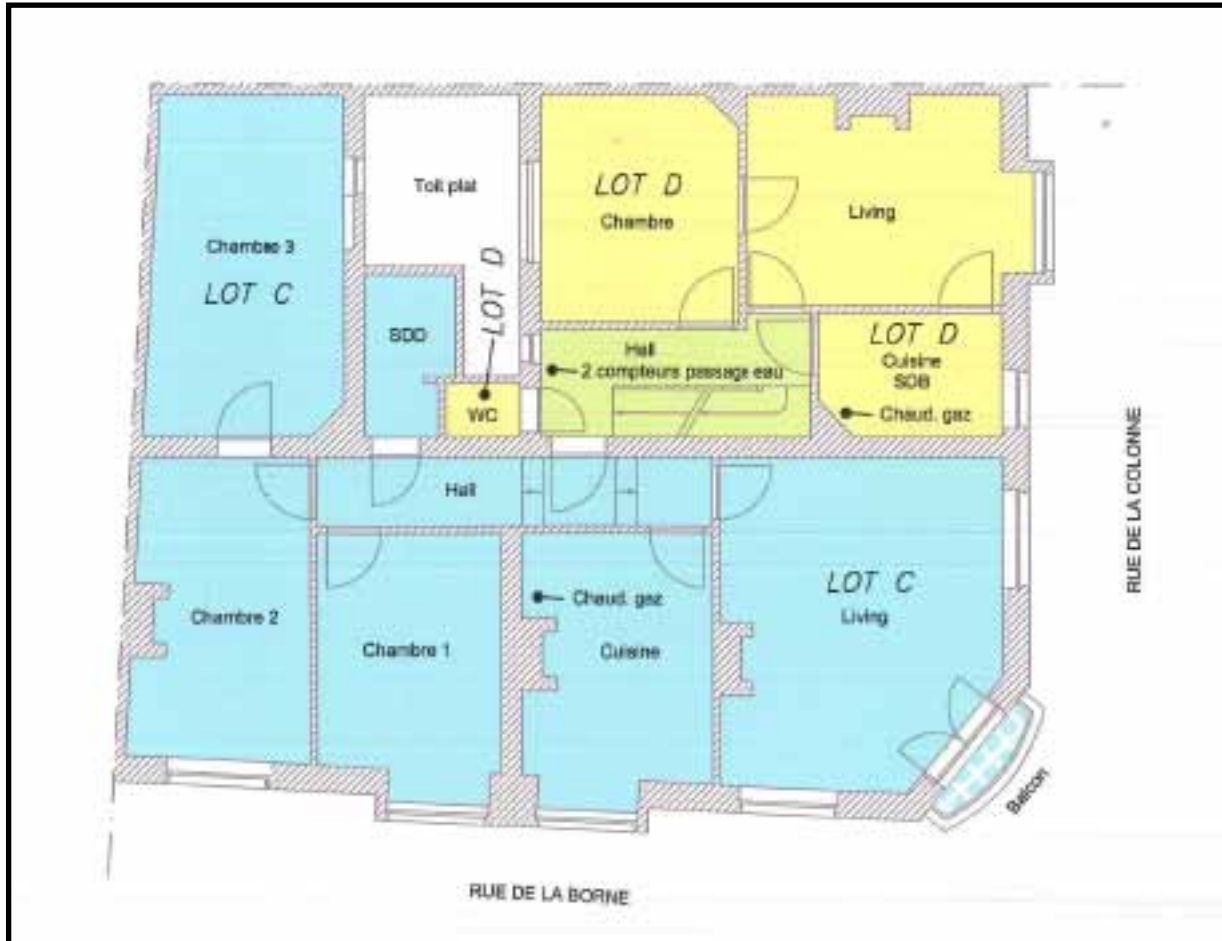 Toit plat
LOT D
Chambre
Living
Chambre 3
LOT C
LOT D
SDD
Hall
2 compteurs passage eau
LOT D
Cuisine
SDB
Chaud. gaz
WC
Hall
RUE DE LA COLONNE
LOT C
Living
Chaud. gaz
Chambre 2
Chambre 1
Cuisine
Balcon
RUE DE LA BORNE